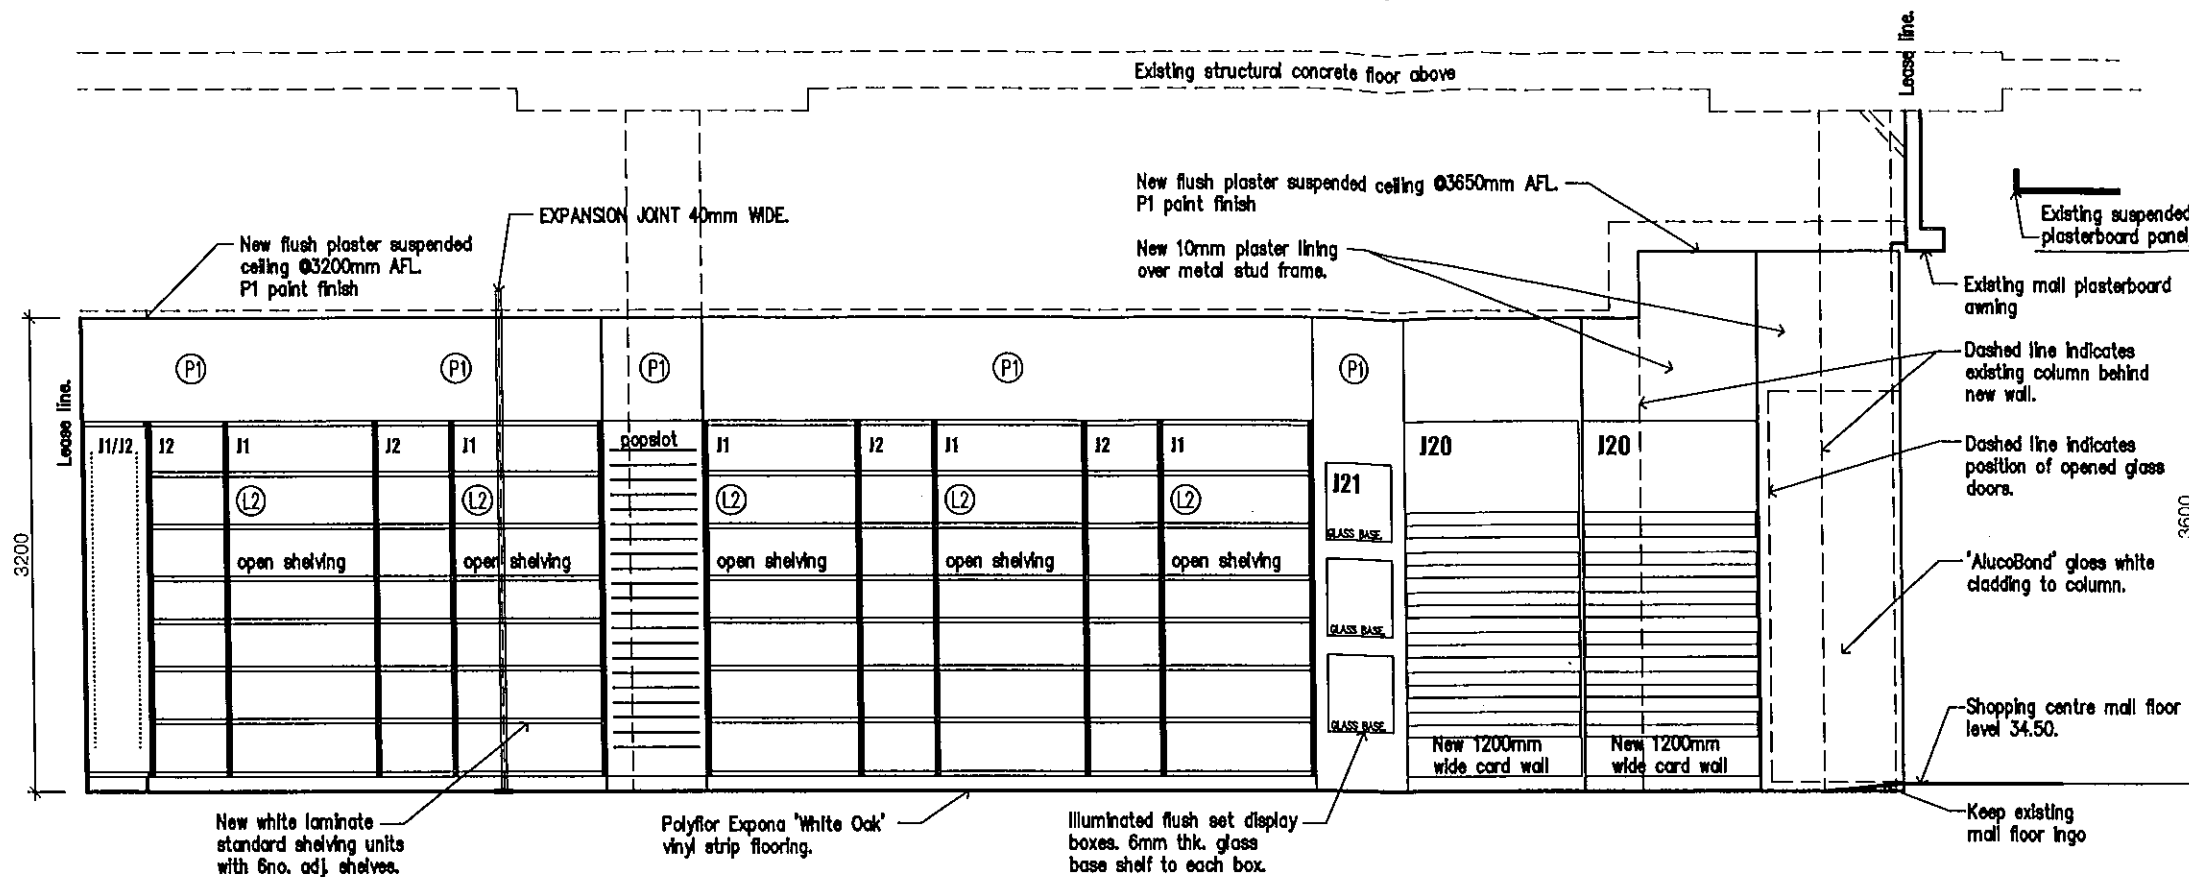 Existing structural concrete floor above
Lease line.
New flush plaster suspended ceiling @3650mm AFL.
P1 paint finish
EXPANSION JOINT 40mm WIDE.
New flush plaster suspended
ceiling @3200mm AFL.
P1 paint finish
New 10mm plaster lining
over metal stud frame.
Existing suspended
plasterboard panel
Existing mall plasterboard
awning
Dashed line indicates
existing column behind
new wall.
Dashed line indicates
position of opened glass
doors.
3600
'AlucoBond' gloss white
cladding to column.
Shopping centre mall floor
level 34.50.
Keep existing
mall floor ingo
P1 P1 P1 P1 P1
Lease line.
3200
J1/J2 J2 J1 J2 J1 popslot J1 J2 J1 J2 J1 J20 J20
J21
L2 L2 L2 L2 L2
GLASS BASE
open shelving open shelving open shelving open shelving open shelving
GLASS BASE
GLASS BASE
New 1200mm
wide card wall
New 1200mm
wide card wall
New white laminate
standard shelving units
with 6no. adj. shelves.
Polyflor Expona 'White Oak'
vinyl strip flooring.
Illuminated flush set display
boxes. 6mm thk. glass
base shelf to each box.